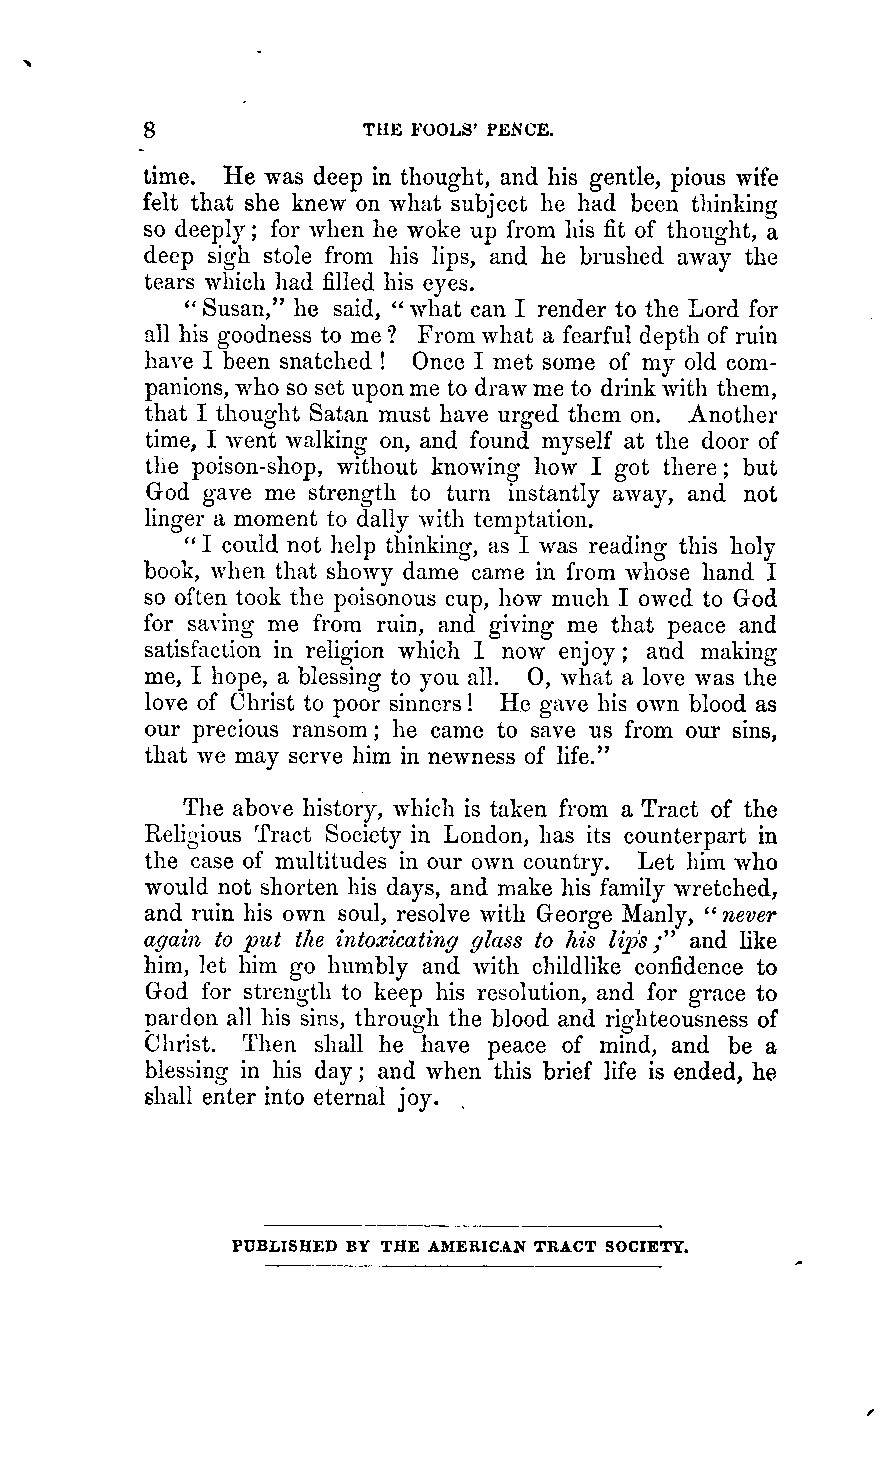 8 THE FOOLS' PENCE.
time. He was deep in thought, and his gentle, pious wife
felt that she knew on what subject he had been thinking
so deeply; for when he woke up from his fit of thought, a
deep sigh stole from his lips, and he brushed away the
tears which had filled his eyes.
"Susan," he said, "what can I render to the Lord for
all his goodness to me? From what a fearful depth of ruin
have I been snatched! Once I met some of my old com-
panions, who so set upon me to draw me to drink with them,
that I thought Satan must have urged them on. Another
time, I went walking on, and found myself at the door of
the poison-shop, without knowing how I got there; but
God gave me strength to turn instantly away, and not
linger a moment to dally with temptation.
"I could not help thinking, as I was reading this holy
book, when that showy dame came in from whose hand I
so often took the poisonous cup, how much I owed to God
for saving me from ruin, and giving me that peace and
satisfaction in religion which I now enjoy; and making
me, I hope, a blessing to you all. O, what a love was the
love of Christ to poor sinners! He gave his own blood as
our precious ransom; he came to save us from our sins,
that we may serve him in newness of life."
The above history, which is taken from a Tract of the
Religious Tract Society in London, has its counterpart in
the case of multitudes in our own country. Let him who
would not shorten his days, and make his family wretched,
and ruin his own soul, resolve with George Manly, "never
again to put the intoxicating glass to his lips;" and like
him, let him go humbly and with childlike confidence to
God for strength to keep his resolution, and for grace to
pardon all his sins, through the blood and righteousness of
Christ. Then shall he have peace of mind, and be a
blessing in his day; and when this brief life is ended, he
shall enter into eternal joy.
PUBLISHED BY THE AMERICAN TRACT SOCIETY.